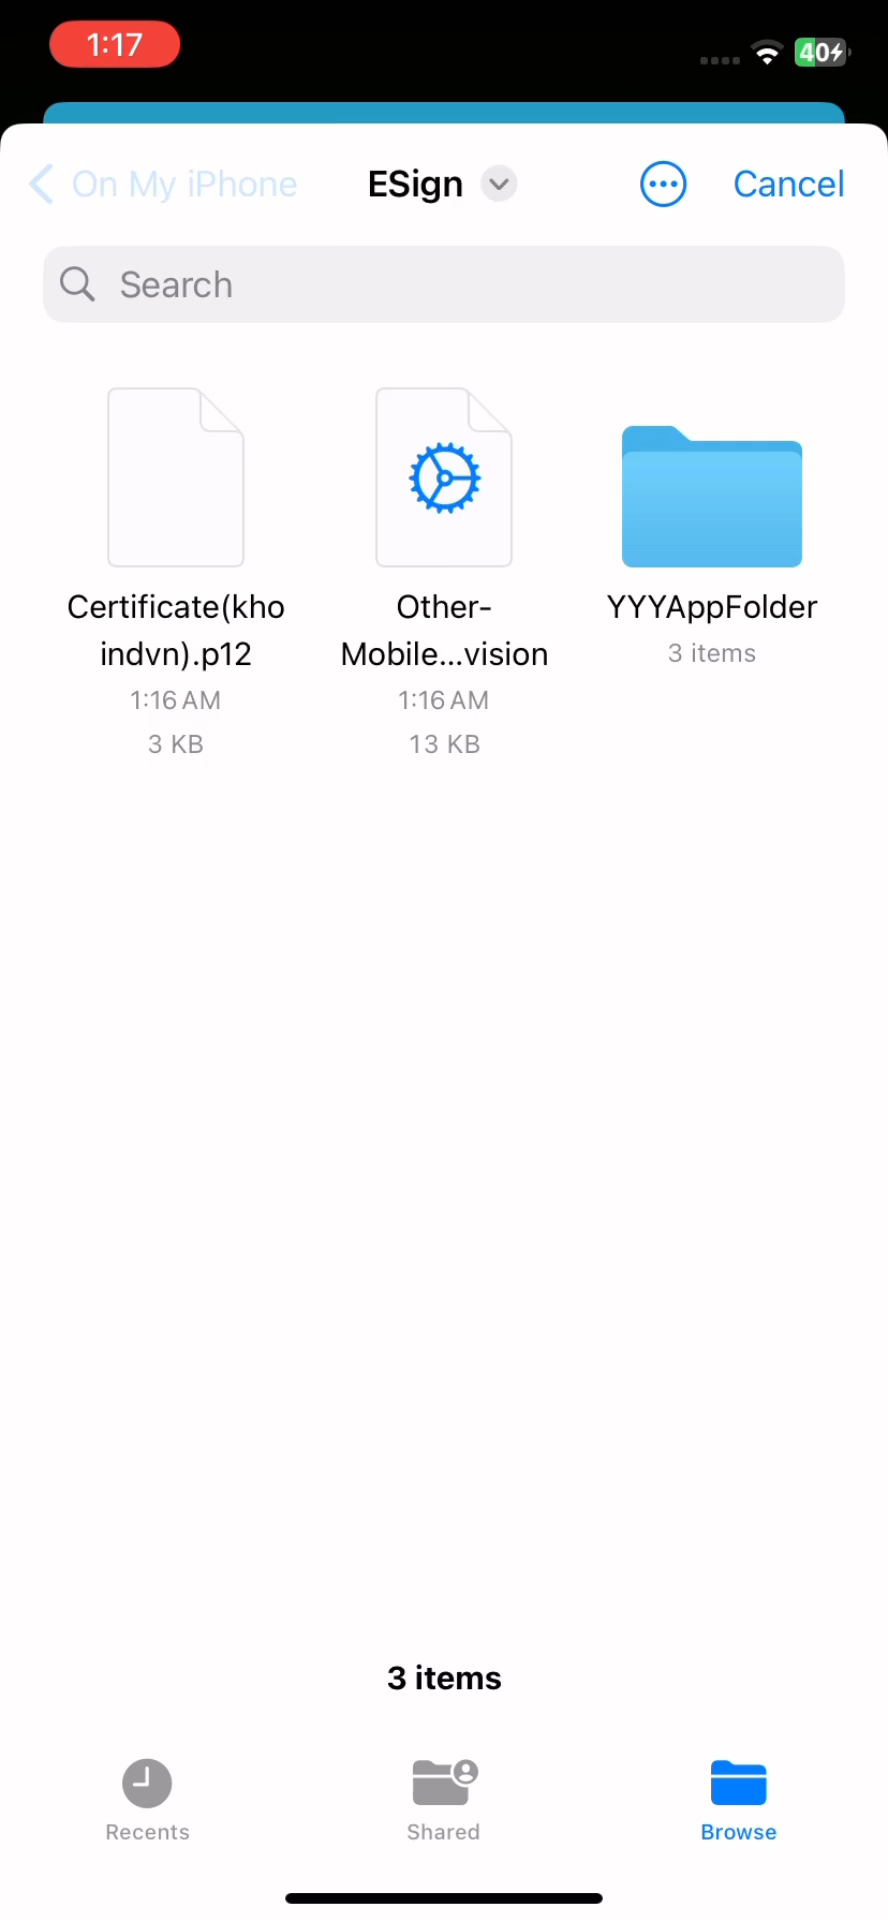 1:17
40
On My iPhone
ESign
Cancel
Search
Certificate(kho
indvn).p12
1:16 AM
3 KB
Other-
Mobile...vision
1:16 AM
13 KB
YYYAppFolder
3 items
3 items
Recents
Shared
Browse